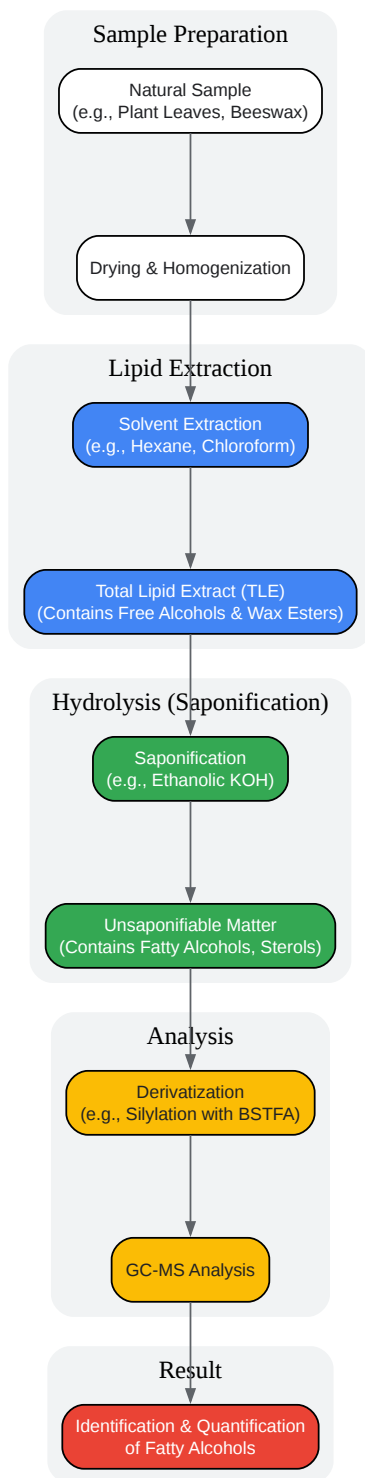 Sample Preparation
Natural Sample
(e.g., Plant Leaves, Beeswax)
Drying & Homogenization
Lipid Extraction
Solvent Extraction
(e.g., Hexane, Chloroform)
Total Lipid Extract (TLE)
(Contains Free Alcohols & Wax Esters)
Hydrolysis (Saponification)
Saponification
(e.g., Ethanolic KOH)
Unsaponifiable Matter
(Contains Fatty Alcohols, Sterols)
Analysis
Derivatization
(e.g., Silylation with BSTFA)
GC-MS Analysis
Result
Identification & Quantification
of Fatty Alcohols